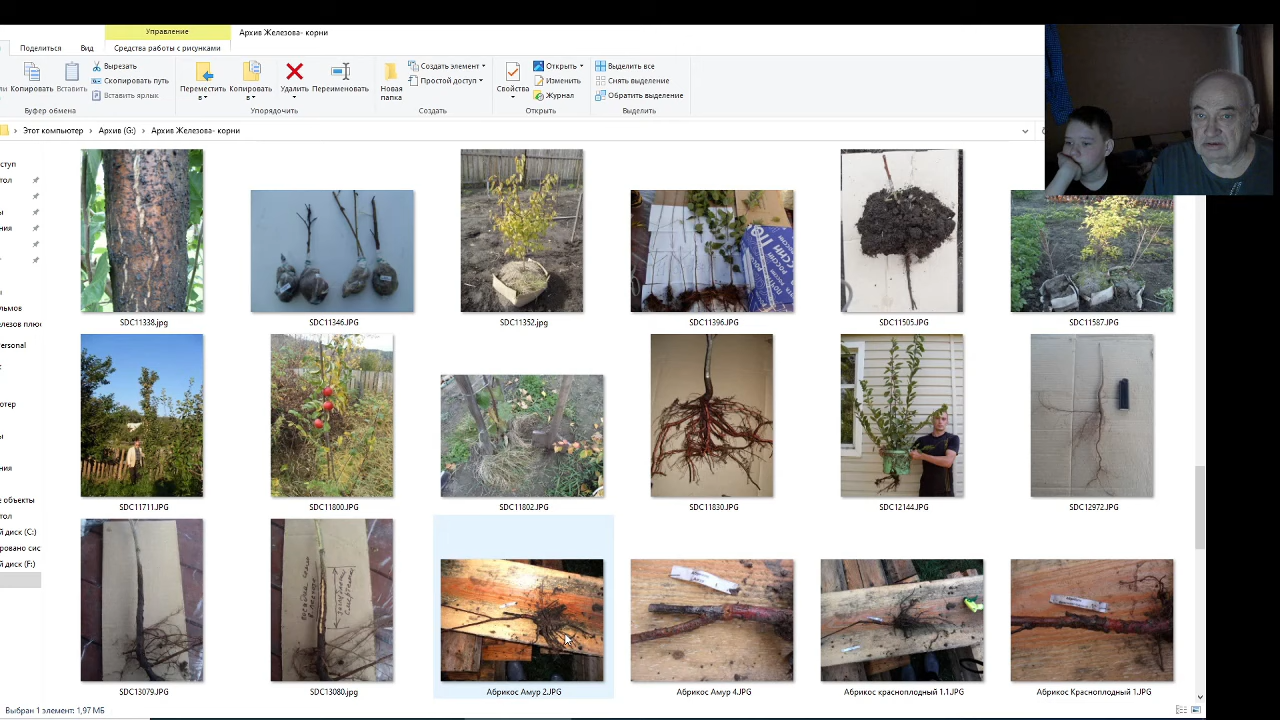 Управление
Архив Железова- корни
Поделиться
Вид
Средства работы с рисунками
Копировать
Вставить
Вырезать
Скопировать путь
Вставить ярлык
Буфер обмена
Переместить в
Копировать в
Удалить
Переименовать
Упорядочить
Новая папка
Создать элемент
Простой доступ
Создать
Свойства
Открыть
Изменить
Журнал
Открыть
Выделить все
Снять выделение
Обратить выделение
Выделить
Этот компьютер
Архив (G:)
Архив Железова- корни
SDC11338.jpg
SDC11346.JPG
SDC11352.jpg
SDC11396.JPG
SDC11505.JPG
SDC11587.JPG
SDC11711.JPG
SDC11800.JPG
SDC11802.JPG
SDC11830.JPG
SDC12144.JPG
SDC12972.JPG
SDC13079.JPG
SDC13080.jpg
Абрикос Амур 2.JPG
Абрикос Амур 4.JPG
Абрикос красноплодный 1.1.JPG
Абрикос Красноплодный 1.JPG
Выбран 1 элемент: 1,97 МБ